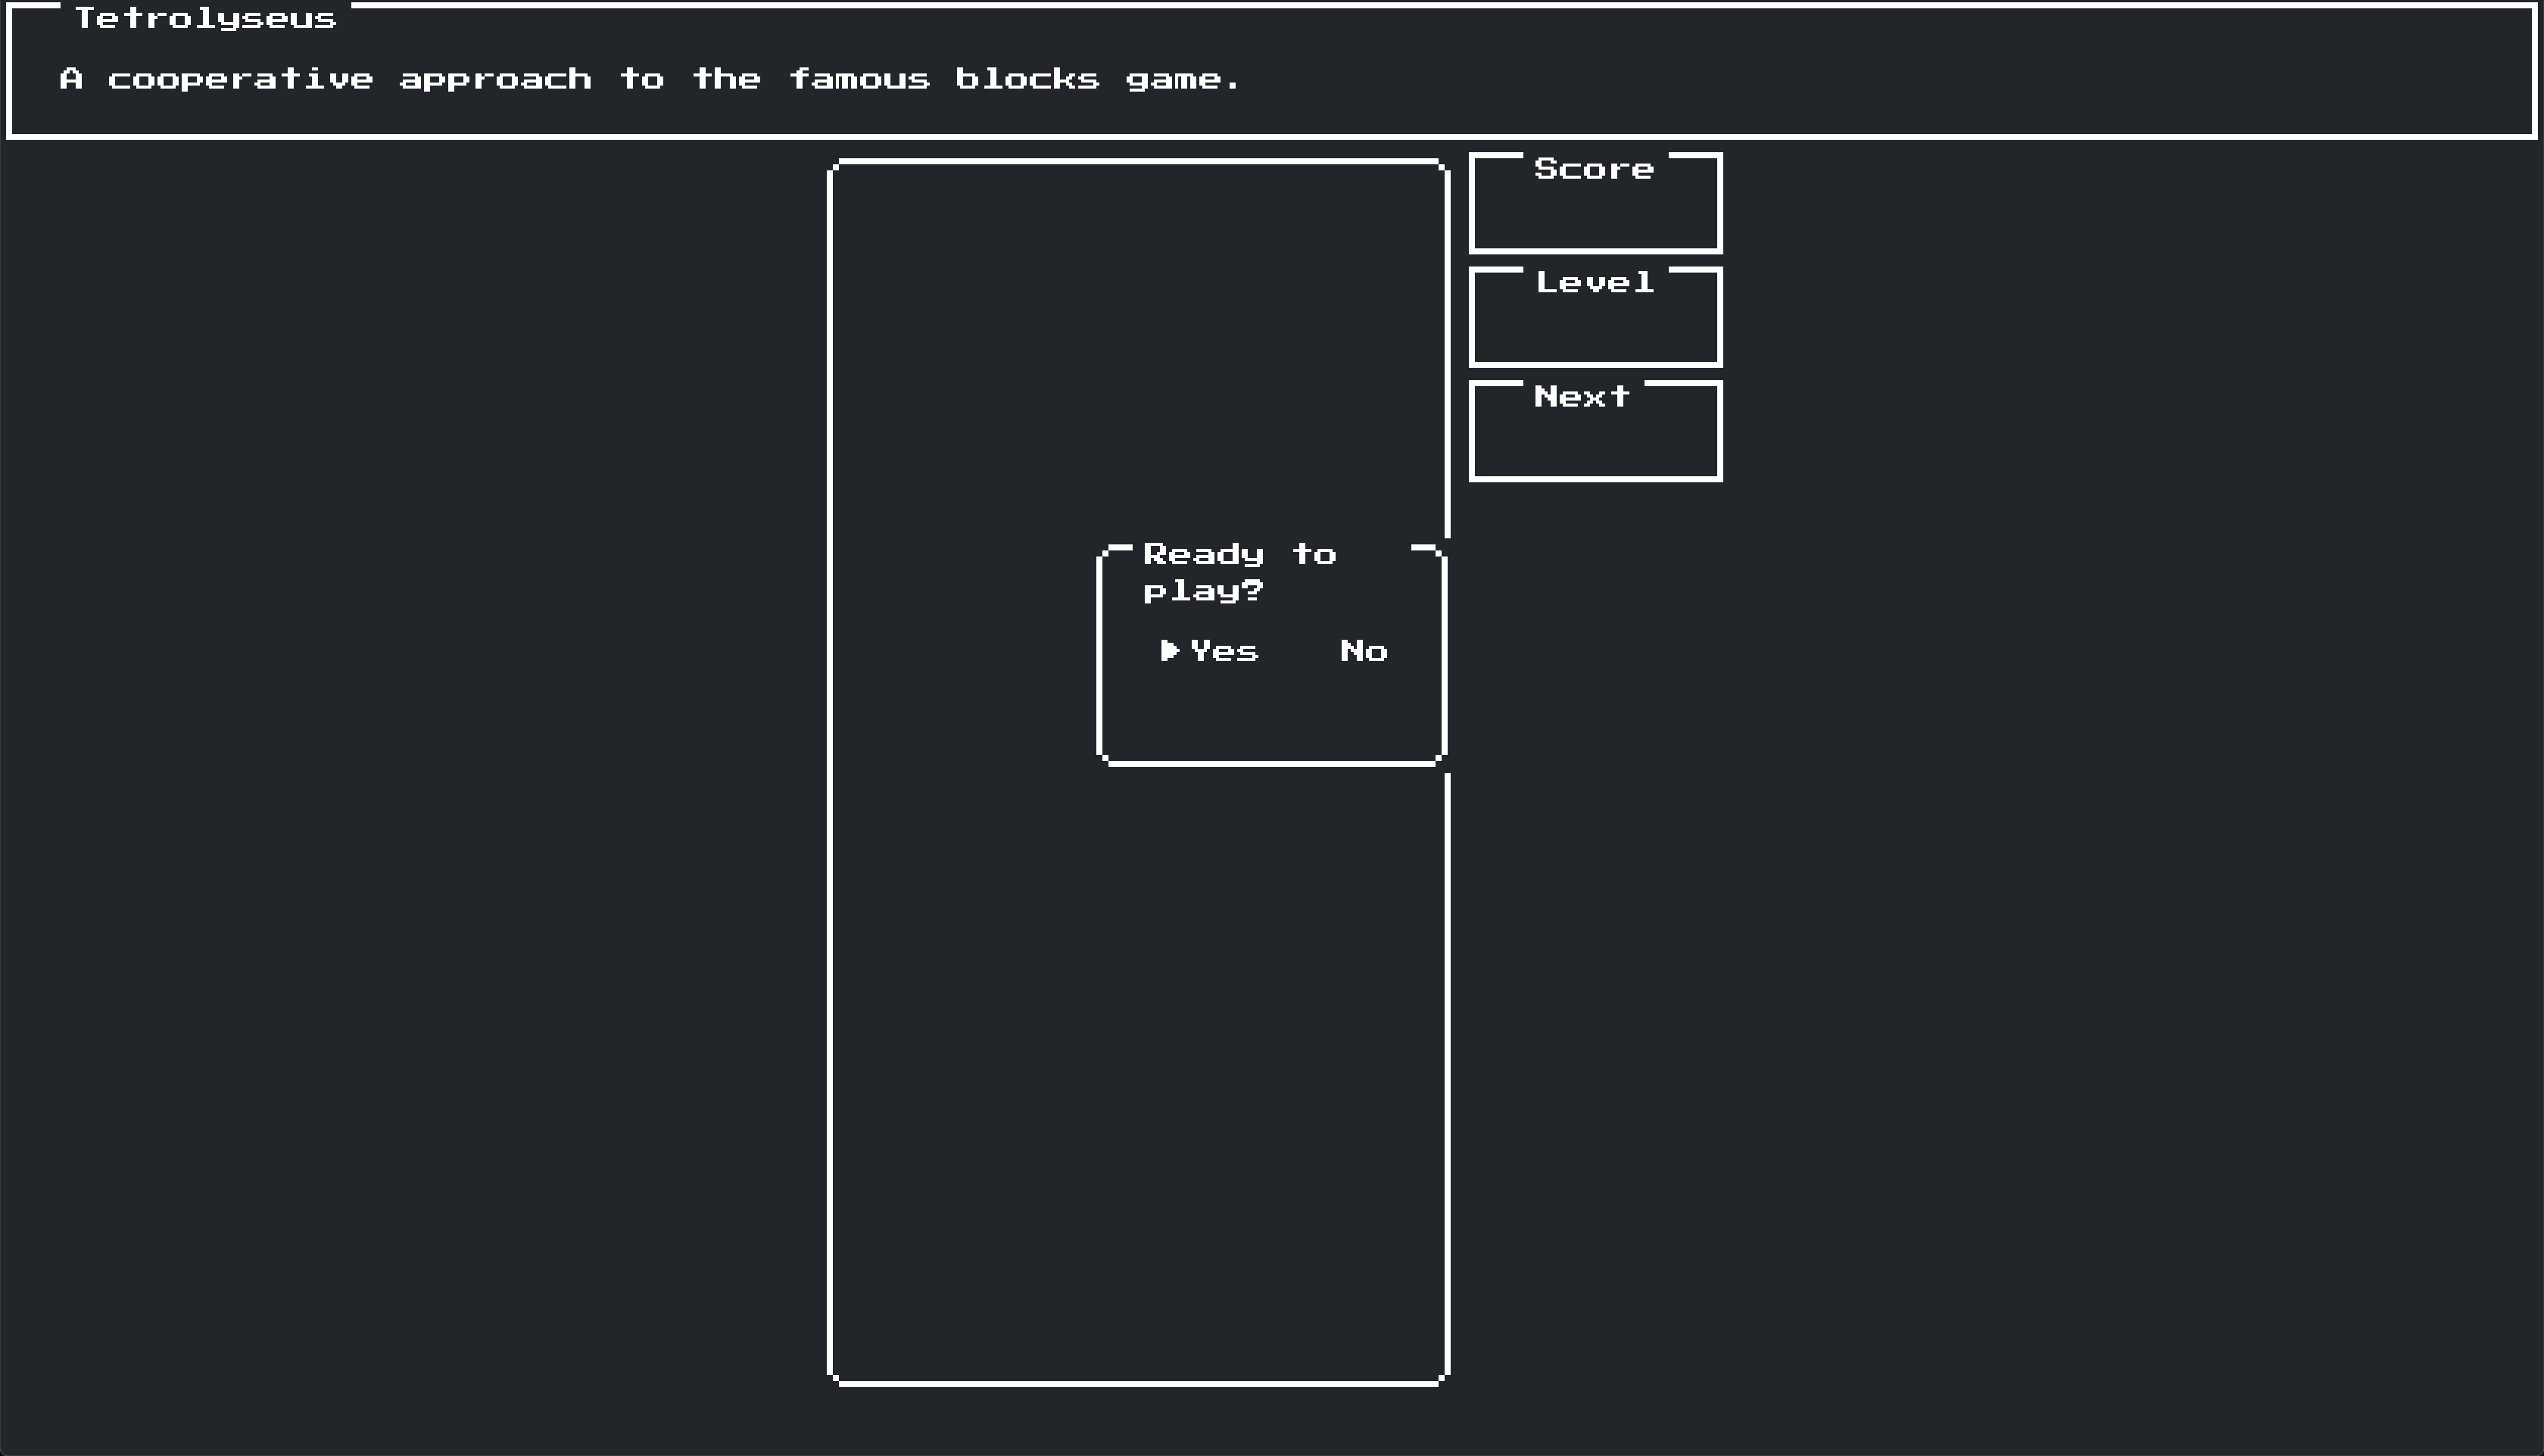 Tetrolyseus
A cooperative approach to the famous blocks game.
Score
Level
Next
Ready to
play?
Yes No